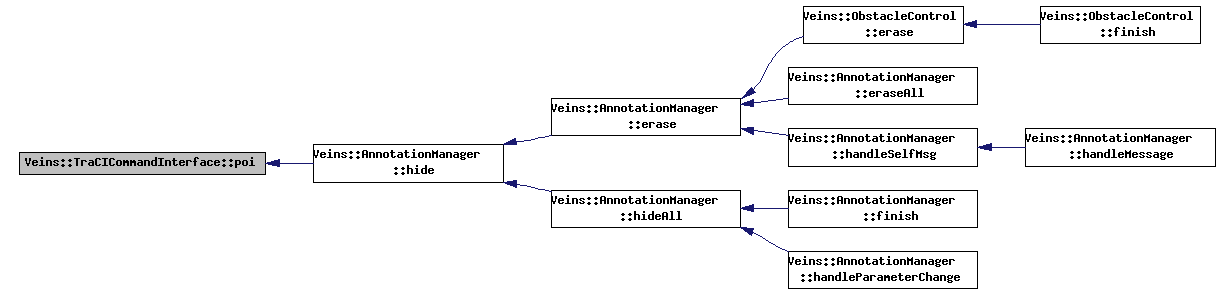 Veins::ObstacleControl
::erase
Veins::ObstacleControl
::finish
Veins::AnnotationManager
::eraseAll
Veins::AnnotationManager
::erase
Veins::AnnotationManager
::handleSelfMsg
Veins::AnnotationManager
::handleMessage
Veins::TraCICommandInterface::poi
Veins::AnnotationManager
::hide
Veins::AnnotationManager
::hideAll
Veins::AnnotationManager
::finish
Veins::AnnotationManager
::handleParameterChange